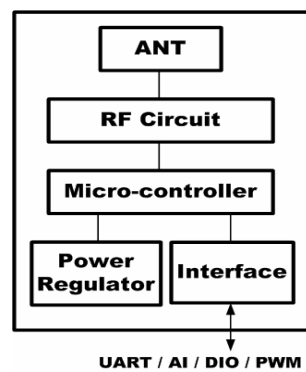 ANT
RF Circuit
Micro-controller
Power
Regulator
Interface
UART / AI / DIO / PWM